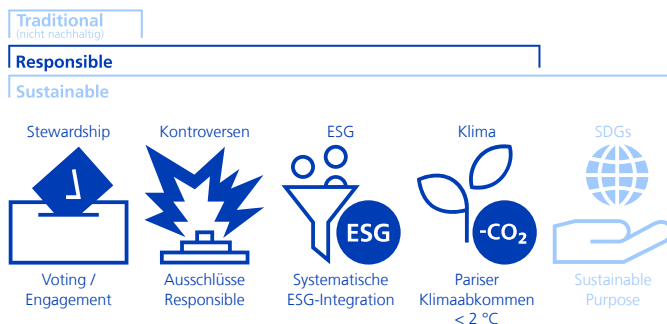 Traditional
(nicht nachhaltig)
Responsible
Sustainable
Stewardship
Kontroversen
ESG
Klima
SDGs
ESG
-CO₂
Voting /
Engagement
Ausschlüsse
Responsible
Systematische
ESG-Integration
Pariser
Klimaabkommen
< 2 °C
Sustainable
Purpose